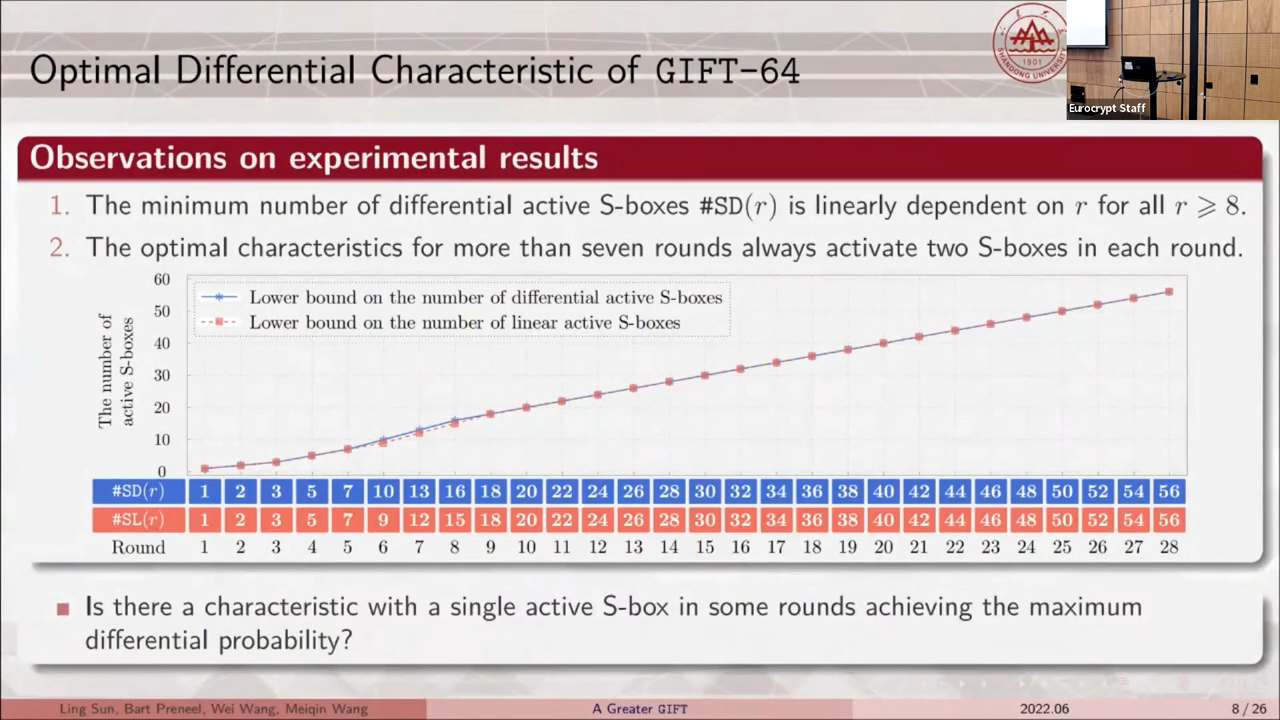 Optimal Differential Characteristic of GIFT-64
SHANDONG UNIVERSITY
1901
Eurocrypt Staff
Observations on experimental results
1. The minimum number of differential active S-boxes #SD(r) is linearly dependent on r for all r ⩾ 8.
2. The optimal characteristics for more than seven rounds always activate two S-boxes in each round.
The number of
active S-boxes
60
50
40
30
20
10
0
Lower bound on the number of differential active S-boxes
Lower bound on the number of linear active S-boxes
#SD(r) 1 2 3 5 7 10 13 16 18 20 22 24 26 28 30 32 34 36 38 40 42 44 46 48 50 52 54 56
#SL(r) 1 2 3 5 7 9 12 15 18 20 22 24 26 28 30 32 34 36 38 40 42 44 46 48 50 52 54 56
Round 1 2 3 4 5 6 7 8 9 10 11 12 13 14 15 16 17 18 19 20 21 22 23 24 25 26 27 28
Is there a characteristic with a single active S-box in some rounds achieving the maximum
differential probability?
Ling Sun, Bart Preneel, Wei Wang, Meiqin Wang
A Greater GIFT
2022.06
8 / 26